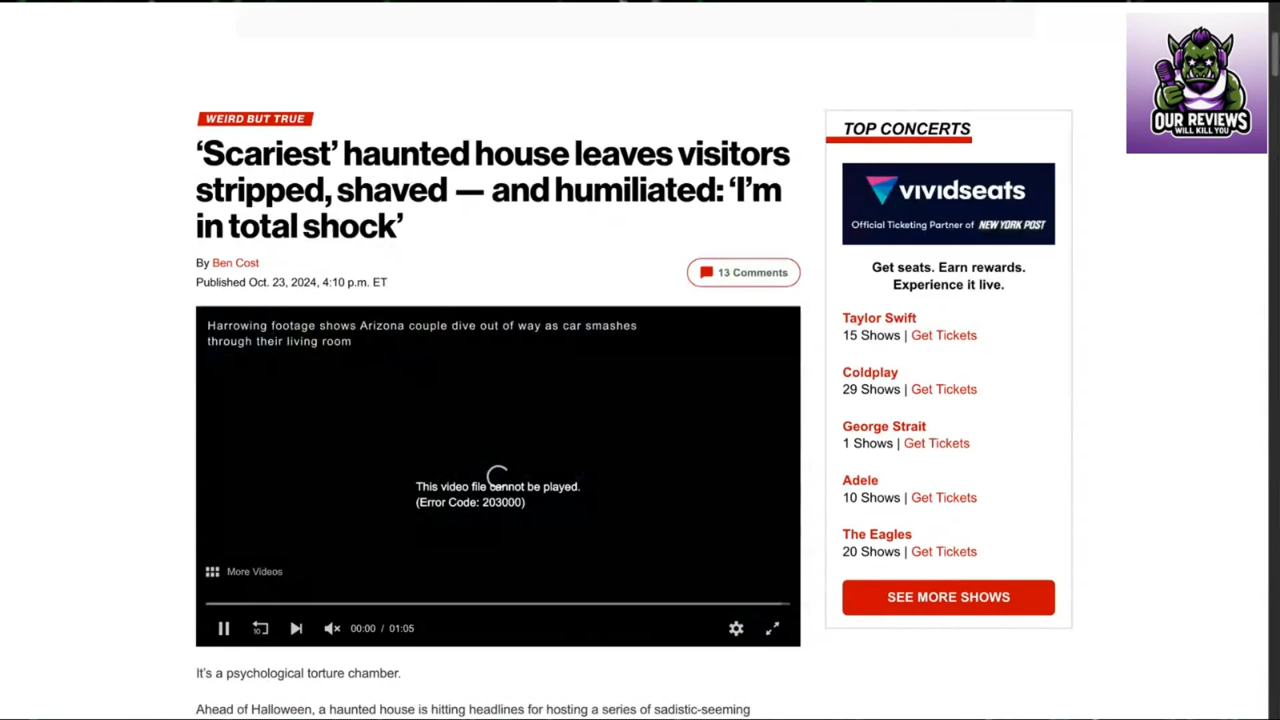 OUR REVIEWS
WILL KILL YOU
WEIRD BUT TRUE
‘Scariest’ haunted house leaves visitors
stripped, shaved — and humiliated: ‘I’m
in total shock’
By Ben Cost
Published Oct. 23, 2024, 4:10 p.m. ET
13 Comments
Harrowing footage shows Arizona couple dive out of way as car smashes
through their living room
This video file cannot be played.
(Error Code: 203000)
More Videos
10
00:00 / 01:05
It’s a psychological torture chamber.
Ahead of Halloween, a haunted house is hitting headlines for hosting a series of sadistic-seeming
TOP CONCERTS
vividseats
Official Ticketing Partner of NEW YORK POST
Get seats. Earn rewards.
Experience it live.
Taylor Swift
15 Shows | Get Tickets
Coldplay
29 Shows | Get Tickets
George Strait
1 Shows | Get Tickets
Adele
10 Shows | Get Tickets
The Eagles
20 Shows | Get Tickets
SEE MORE SHOWS